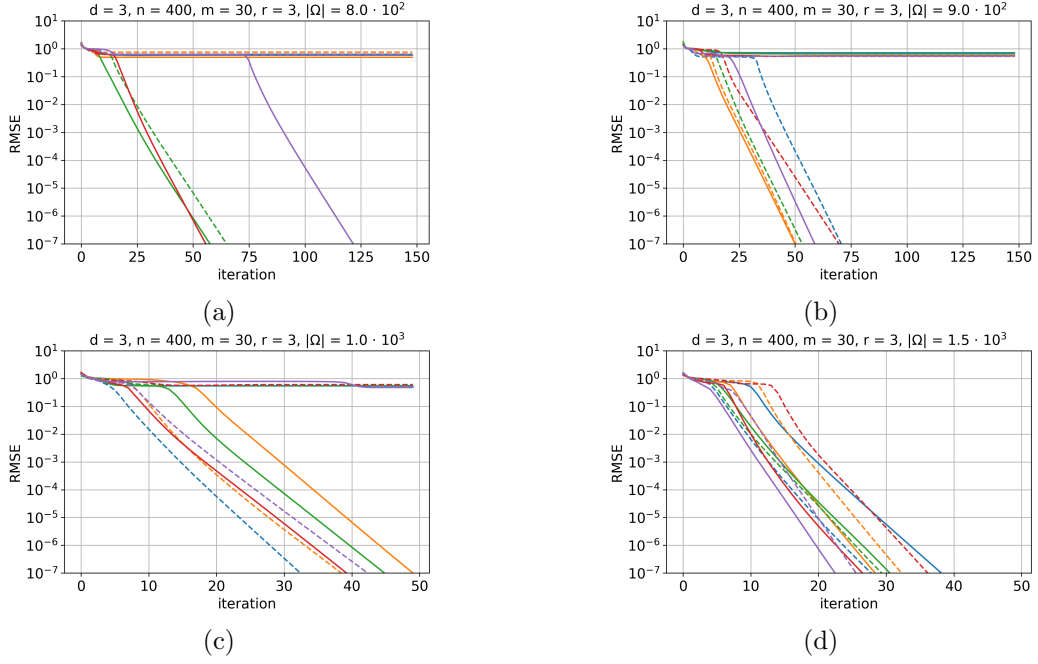 d = 3, n = 400, m = 30, r = 3, |Ω| = 8.0 · 10²
10¹
10⁰
10⁻¹
10⁻²
10⁻³
10⁻⁴
10⁻⁵
10⁻⁶
10⁻⁷
RMSE
0 25 50 75 100 125 150
iteration
(a)
d = 3, n = 400, m = 30, r = 3, |Ω| = 9.0 · 10²
10¹
10⁰
10⁻¹
10⁻²
10⁻³
10⁻⁴
10⁻⁵
10⁻⁶
10⁻⁷
RMSE
0 25 50 75 100 125 150
iteration
(b)
d = 3, n = 400, m = 30, r = 3, |Ω| = 1.0 · 10³
10¹
10⁰
10⁻¹
10⁻²
10⁻³
10⁻⁴
10⁻⁵
10⁻⁶
10⁻⁷
RMSE
0 10 20 30 40 50
iteration
(c)
d = 3, n = 400, m = 30, r = 3, |Ω| = 1.5 · 10³
10¹
10⁰
10⁻¹
10⁻²
10⁻³
10⁻⁴
10⁻⁵
10⁻⁶
10⁻⁷
RMSE
0 10 20 30 40 50
iteration
(d)